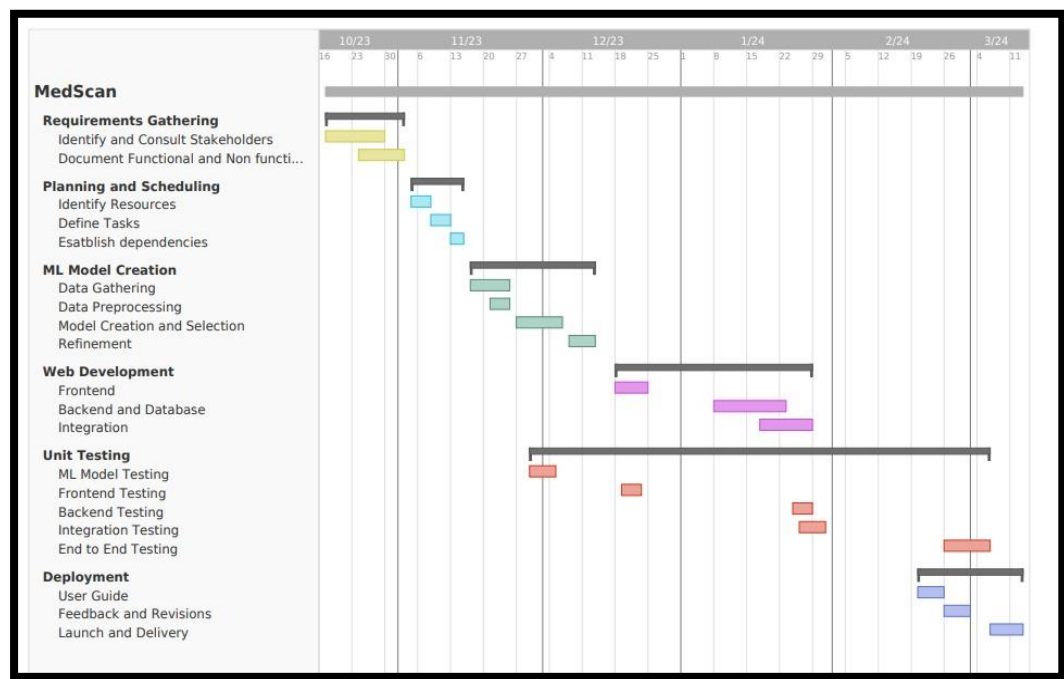 10/23 11/23 12/23 1/24 2/24 3/24
16 23 30 6 13 20 27 4 11 18 25 1 8 15 22 29 5 12 19 26 4 11
MedScan
Requirements Gathering
Identify and Consult Stakeholders
Document Functional and Non functi...
Planning and Scheduling
Identify Resources
Define Tasks
Esatblish dependencies
ML Model Creation
Data Gathering
Data Preprocessing
Model Creation and Selection
Refinement
Web Development
Frontend
Backend and Database
Integration
Unit Testing
ML Model Testing
Frontend Testing
Backend Testing
Integration Testing
End to End Testing
Deployment
User Guide
Feedback and Revisions
Launch and Delivery